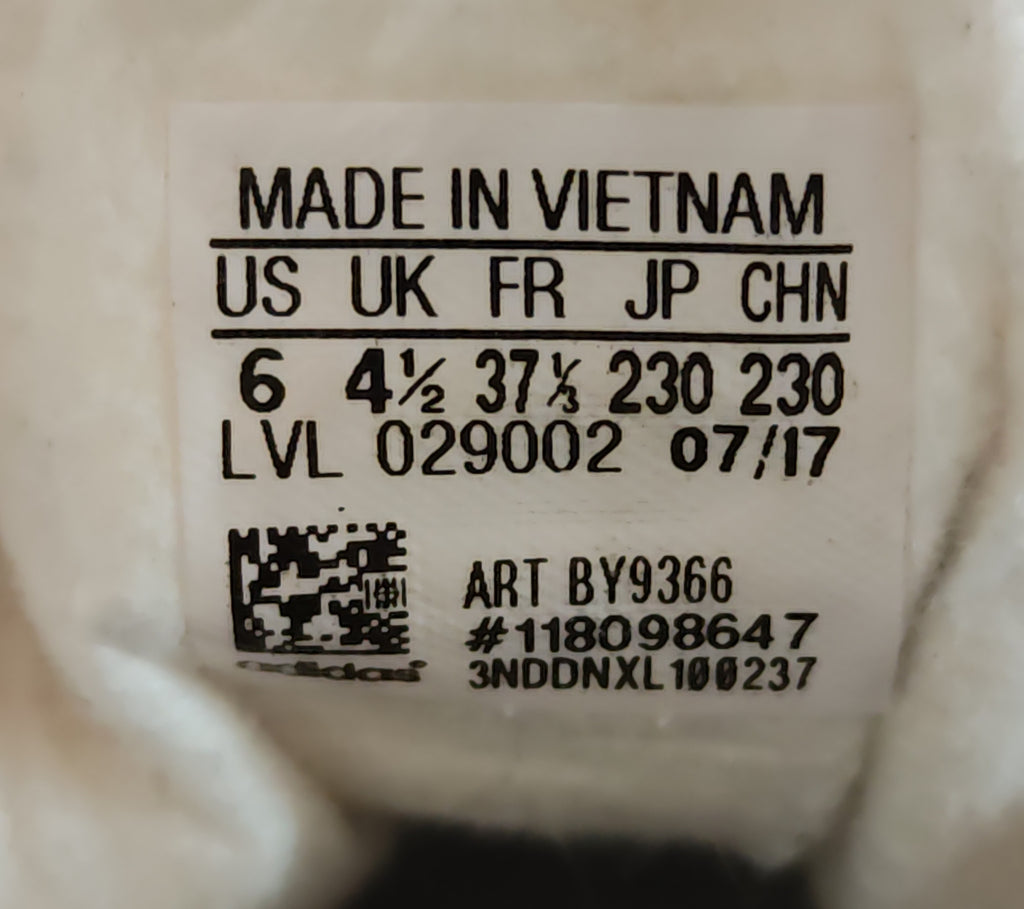 MADE IN VIETNAM
US UK FR JP CHN
6 4½ 37⅓ 230 230
LVL 029002 07/17
ART BY9366
#118098647
3NDDNXL100237
adidas